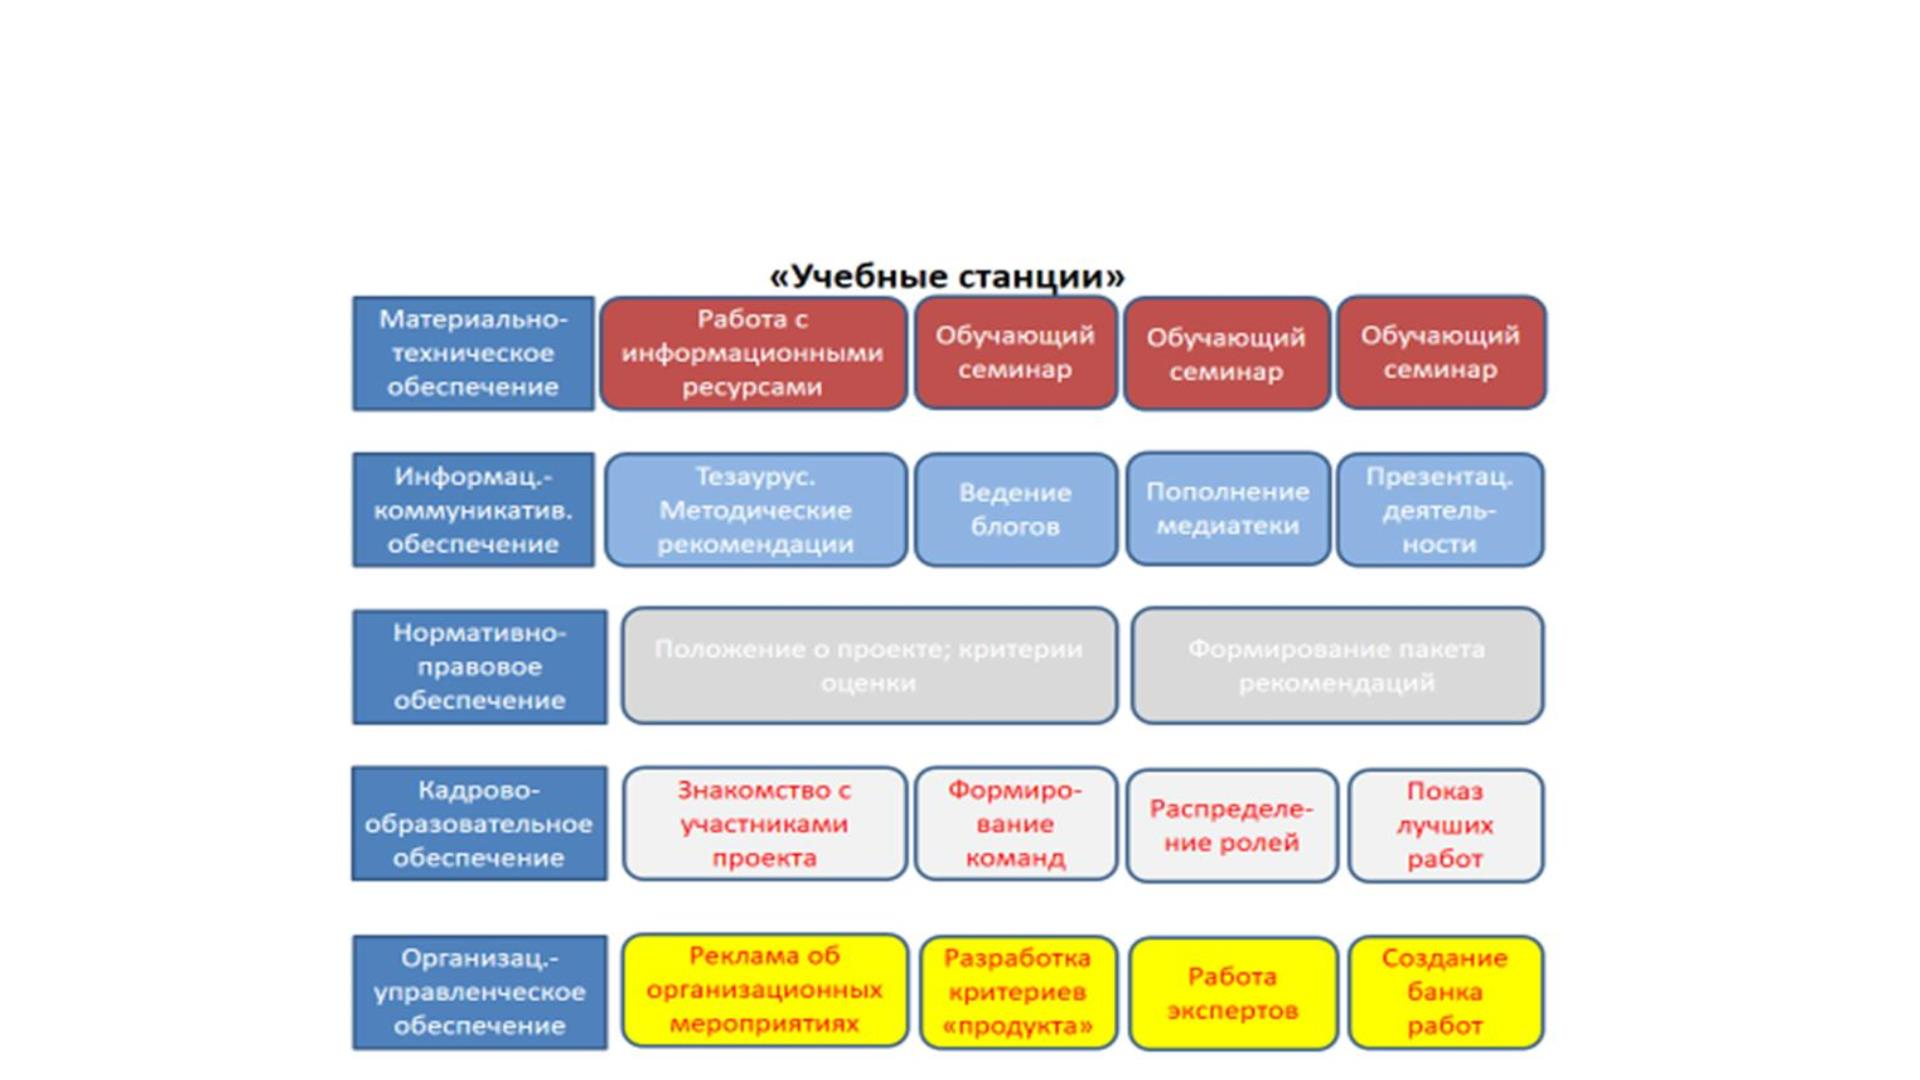 «Учебные станции»
Материально-
техническое
обеспечение
Работа с
информационными
ресурсами
Обучающий
семинар
Обучающий
семинар
Обучающий
семинар
Информац.-
коммуникатив.
обеспечение
Тезаурус.
Методические
рекомендации
Ведение
блогов
Пополнение
медиатеки
Презентац.
деятель-
ности
Нормативно-
правовое
обеспечение
Положение о проекте; критерии
оценки
Формирование пакета
рекомендаций
Кадрово-
образовательное
обеспечение
Знакомство с
участниками
проекта
Формиро-
вание
команд
Распределе-
ние ролей
Показ
лучших
работ
Организац.-
управленческое
обеспечение
Реклама об
организационных
мероприятиях
Разработка
критериев
«продукта»
Работа
экспертов
Создание
банка
работ